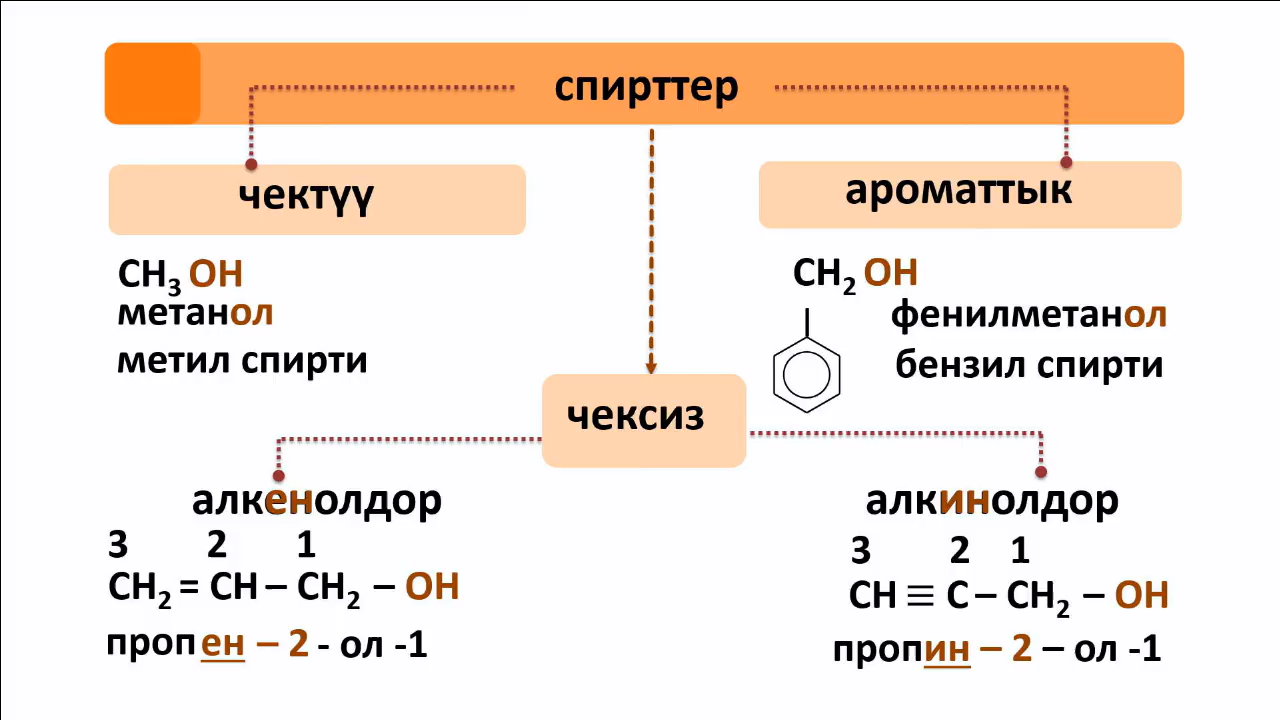 спирттер
чектүү
ароматтык
CH₃ OH
метанол
метил спирти
CH₂ OH
фенилметанол
бензил спирти
чексиз
алкенолдор
3 2 1
CH₂ = CH – CH₂ – OH
пропен – 2 - ол -1
алкинолдор
3 2 1
CH ≡ C – CH₂ – OH
пропин – 2 – ол -1